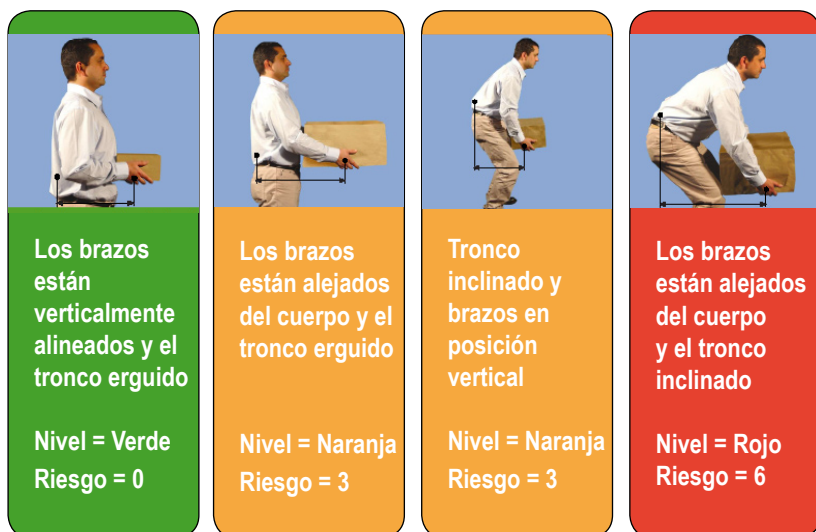 Los brazos
están
verticalmente
alineados y el
tronco erguido
Nivel = Verde
Riesgo = 0
Los brazos
están alejados
del cuerpo y el
tronco erguido
Nivel = Naranja
Riesgo = 3
Tronco
inclinado y
brazos en
posición
vertical
Nivel = Naranja
Riesgo = 3
Los brazos
están alejados
del cuerpo
y el tronco
inclinado
Nivel = Rojo
Riesgo = 6